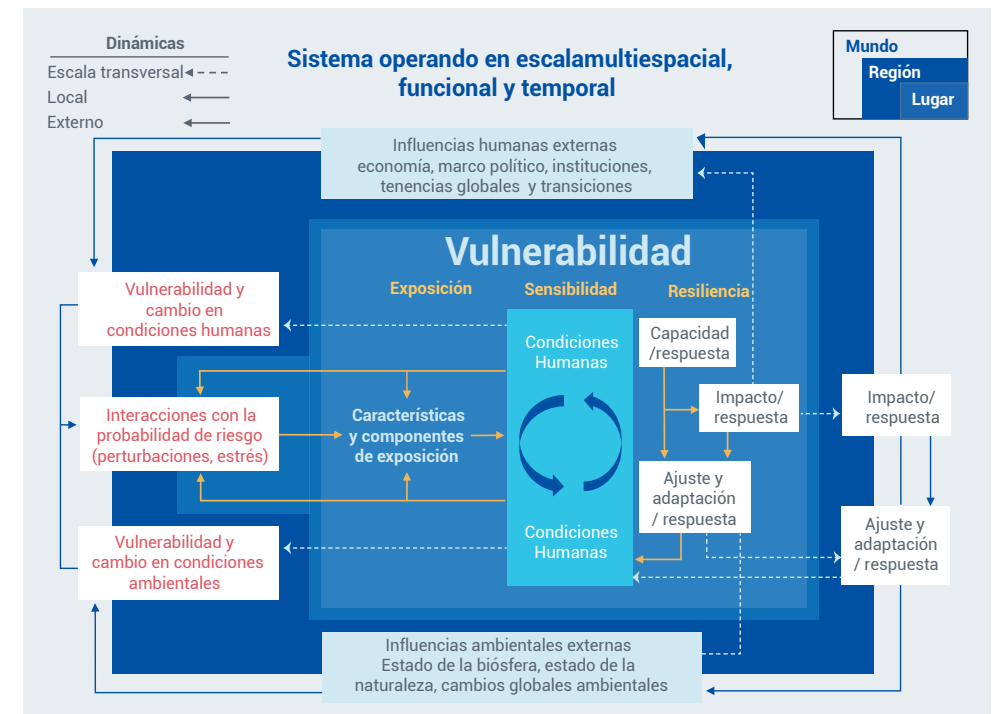 Dinámicas
Escala transversal
Local
Externo
Sistema operando en escalamultiespacial,
funcional y temporal
Mundo
Región
Lugar
Influencias humanas externas
economía, marco político, instituciones,
tenencias globales y transiciones
Vulnerabilidad
Exposición
Sensibilidad
Resiliencia
Vulnerabilidad y
cambio en
condiciones humanas
Interacciones con la
probabilidad de riesgo
(perturbaciones, estrés)
Vulnerabilidad y
cambio en condiciones
ambientales
Características
y componentes
de exposición
Condiciones
Humanas
Condiciones
Humanas
Capacidad
/respuesta
Impacto/
respuesta
Ajuste y
adaptación
/ respuesta
Impacto/
respuesta
Ajuste y
adaptación
/ respuesta
Influencias ambientales externas
Estado de la biósfera, estado de la
naturaleza, cambios globales ambientales